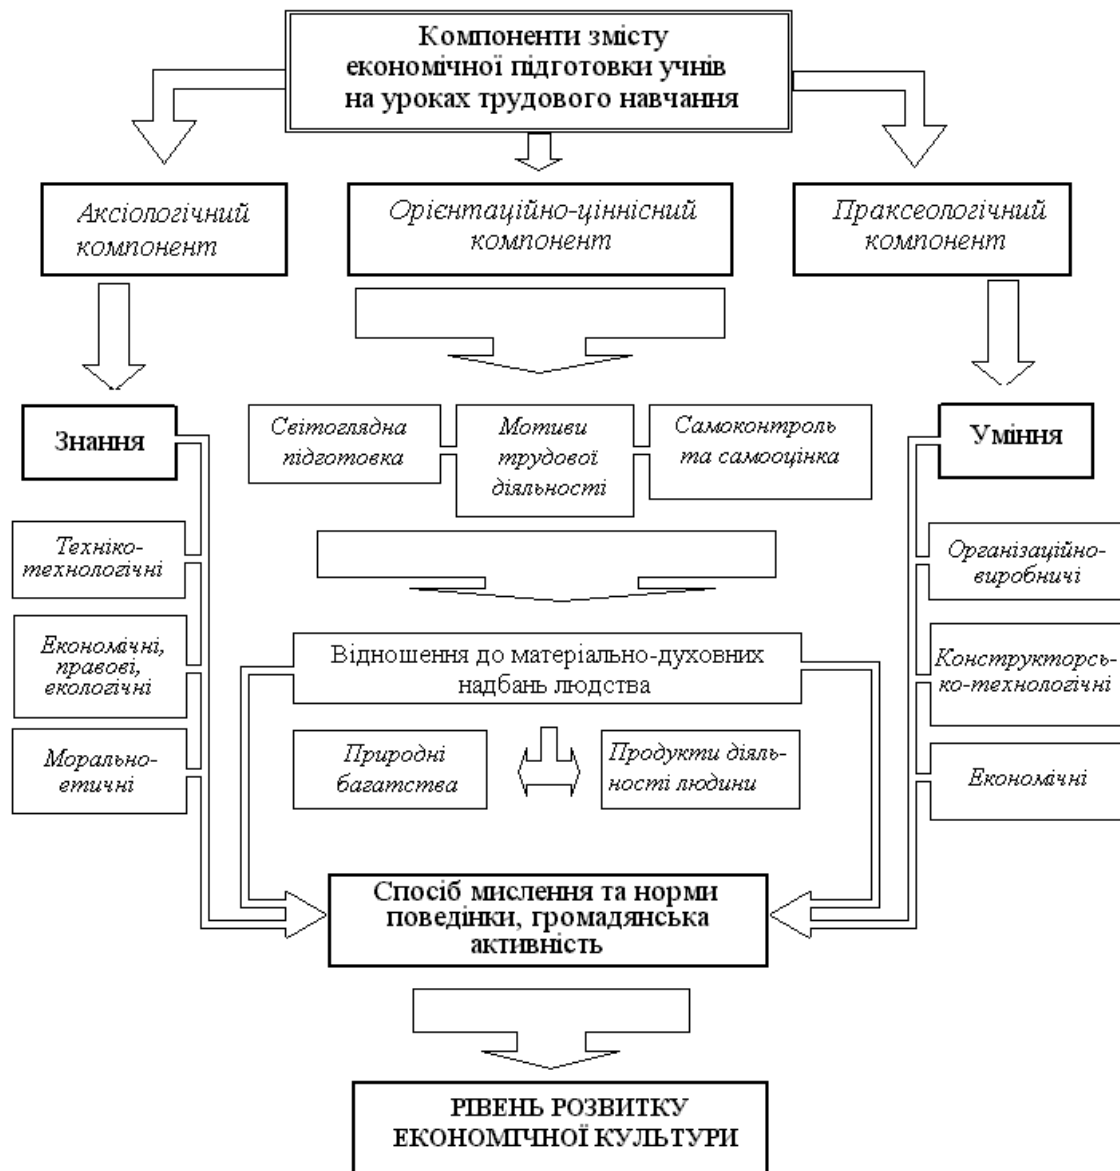 Компоненти змісту
економічної підготовки учнів
на уроках трудового навчання
Аксіологічний
компонент
Орієнтаційно-ціннісний
компонент
Праксеологічний
компонент
Знання
Світоглядна
підготовка
Мотиви
трудової
діяльності
Самоконтроль
та самооцінка
Уміння
Техніко-
технологічні
Економічні,
правові,
екологічні
Морально-
етичні
Організаційно-
виробничі
Конструкторсь-
ко-технологічні
Економічні
Відношення до матеріально-духовних
надбань людства
Природні
багатства
Продукти діяль-
ності людини
Спосіб мислення та норми
поведінки, громадянська
активність
РІВЕНЬ РОЗВИТКУ
ЕКОНОМІЧНОЇ КУЛЬТУРИ